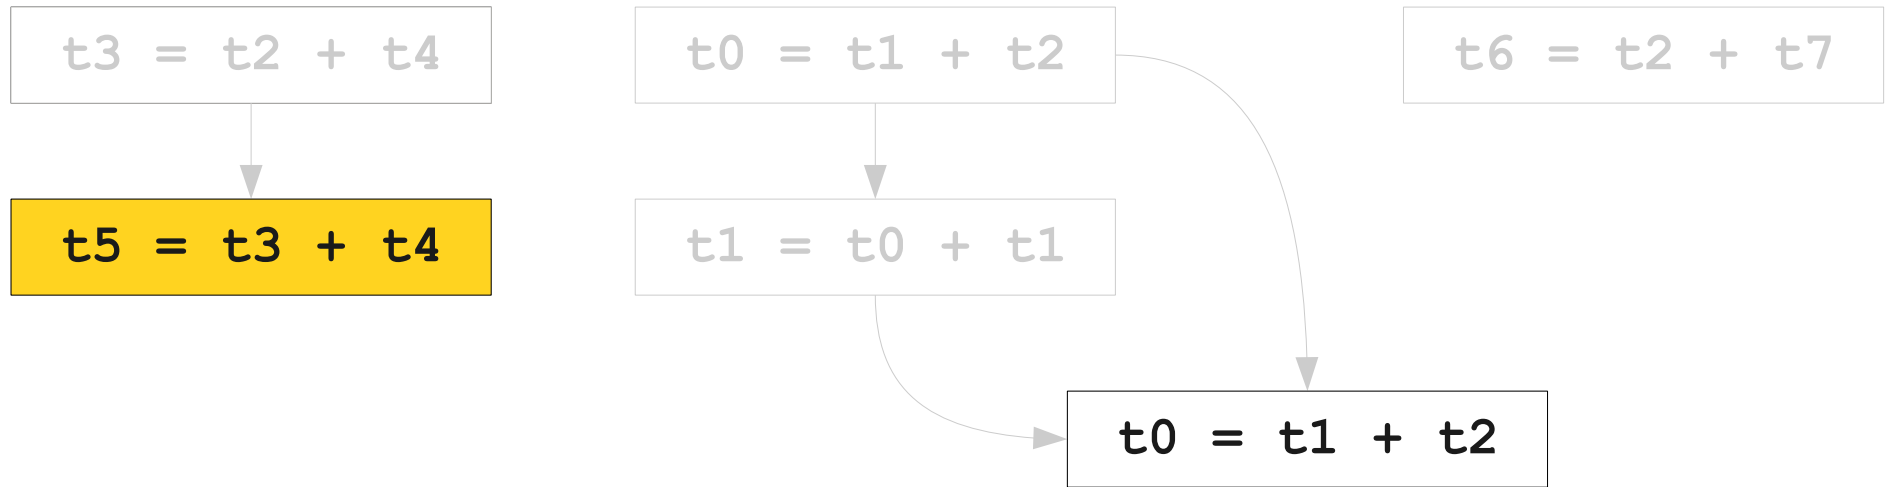 t3 = t2 + t4
t0 = t1 + t2
t6 = t2 + t7
t5 = t3 + t4
t1 = t0 + t1
t0 = t1 + t2